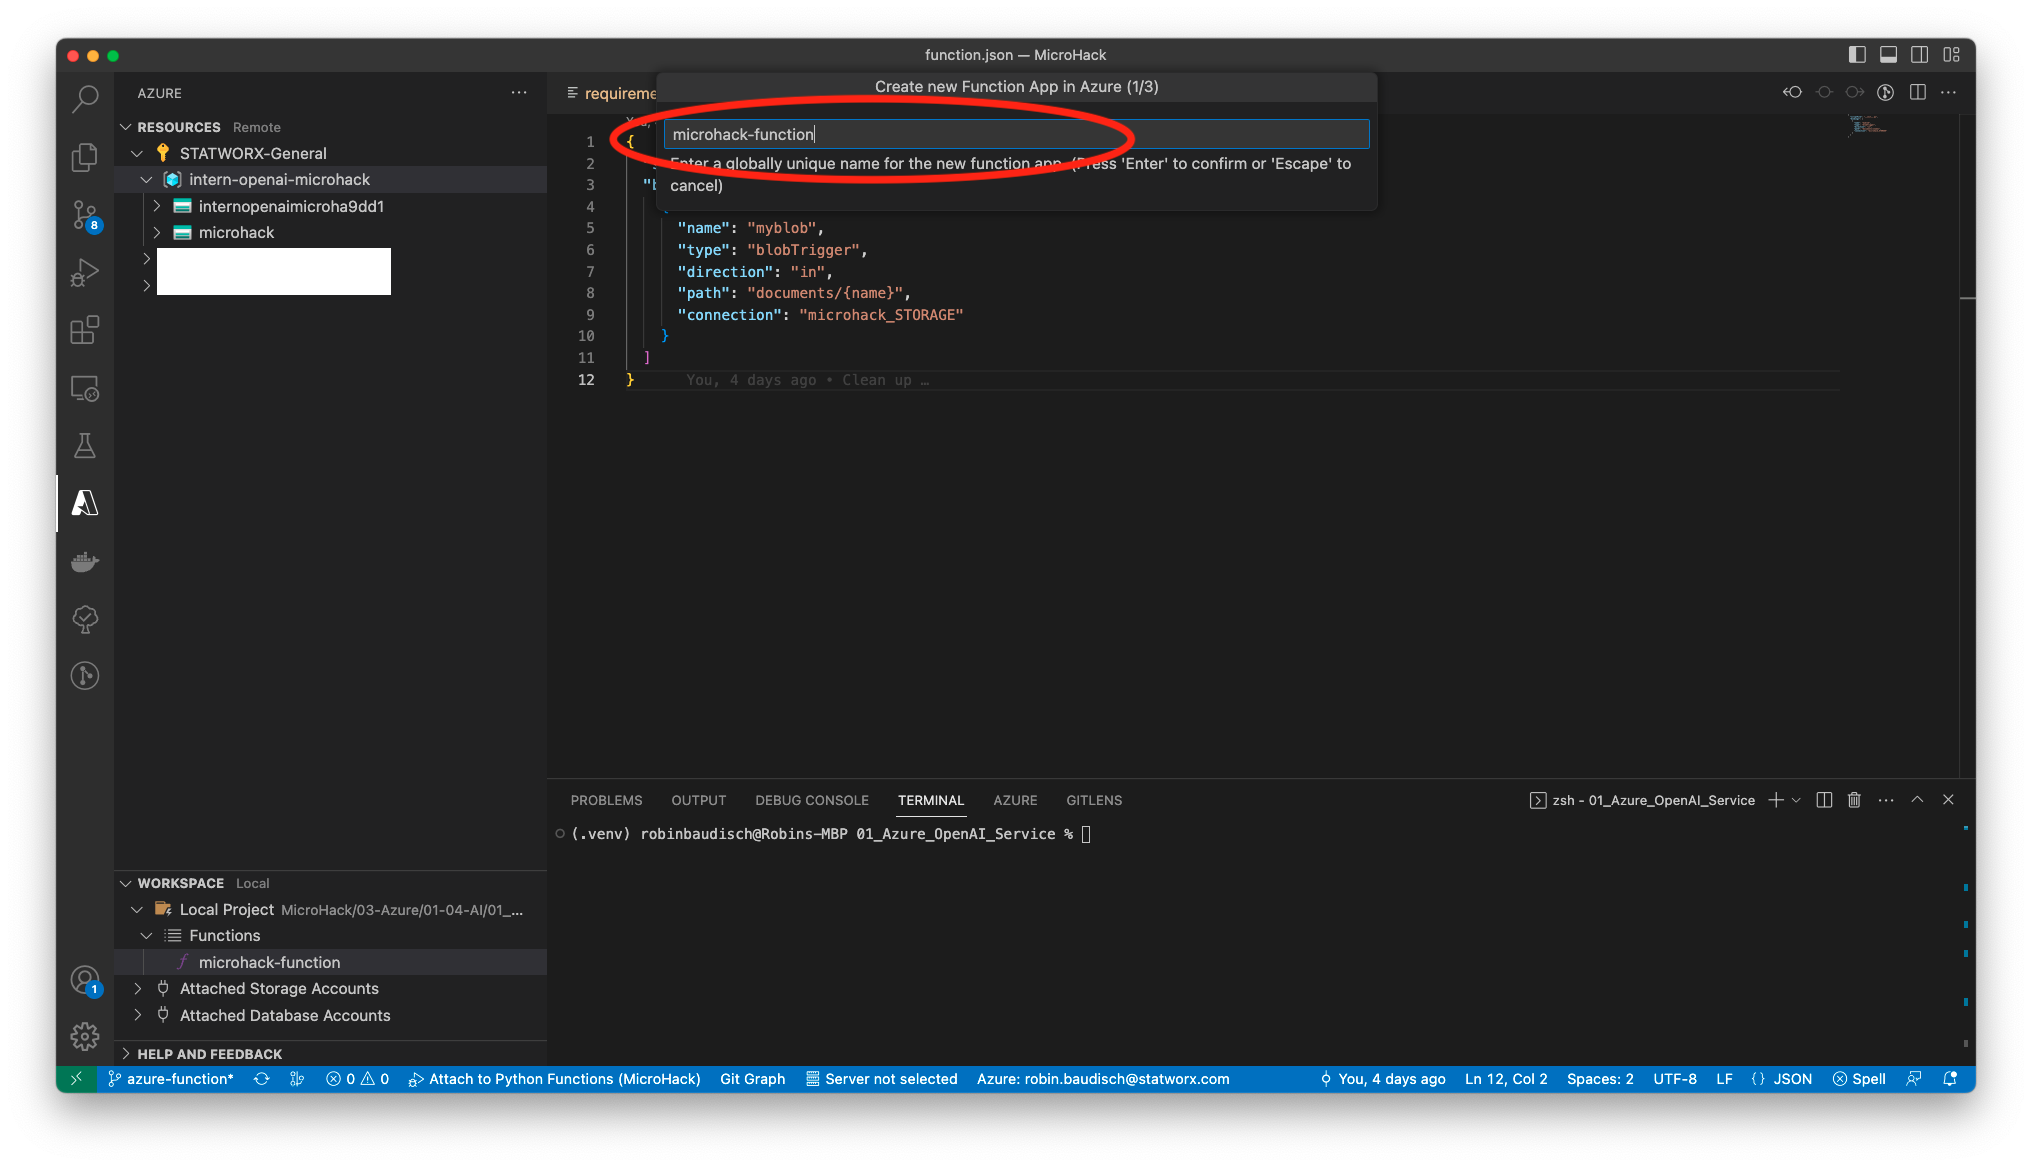 function.json — MicroHack
AZURE
RESOURCES Remote
STATWORX-General
intern-openai-microhack
internopenaimicroha9dd1
microhack
8
requireme
Create new Function App in Azure (1/3)
microhack-function
Enter a globally unique name for the new function app. (Press 'Enter' to confirm or 'Escape' to
cancel)
1 {
2
3 "b
4
5 "name": "myblob",
6 "type": "blobTrigger",
7 "direction": "in",
8 "path": "documents/{name}",
9 "connection": "microhack_STORAGE"
10 }
11 ]
12 } You, 4 days ago • Clean up …
PROBLEMS OUTPUT DEBUG CONSOLE TERMINAL AZURE GITLENS
zsh - 01_Azure_OpenAI_Service
(.venv) robinbaudisch@Robins-MBP 01_Azure_OpenAI_Service %
WORKSPACE Local
Local Project MicroHack/03-Azure/01-04-AI/01_...
Functions
microhack-function
Attached Storage Accounts
Attached Database Accounts
1
HELP AND FEEDBACK
azure-function* 0 0 Attach to Python Functions (MicroHack) Git Graph Server not selected Azure: robin.baudisch@statworx.com You, 4 days ago Ln 12, Col 2 Spaces: 2 UTF-8 LF {} JSON Spell